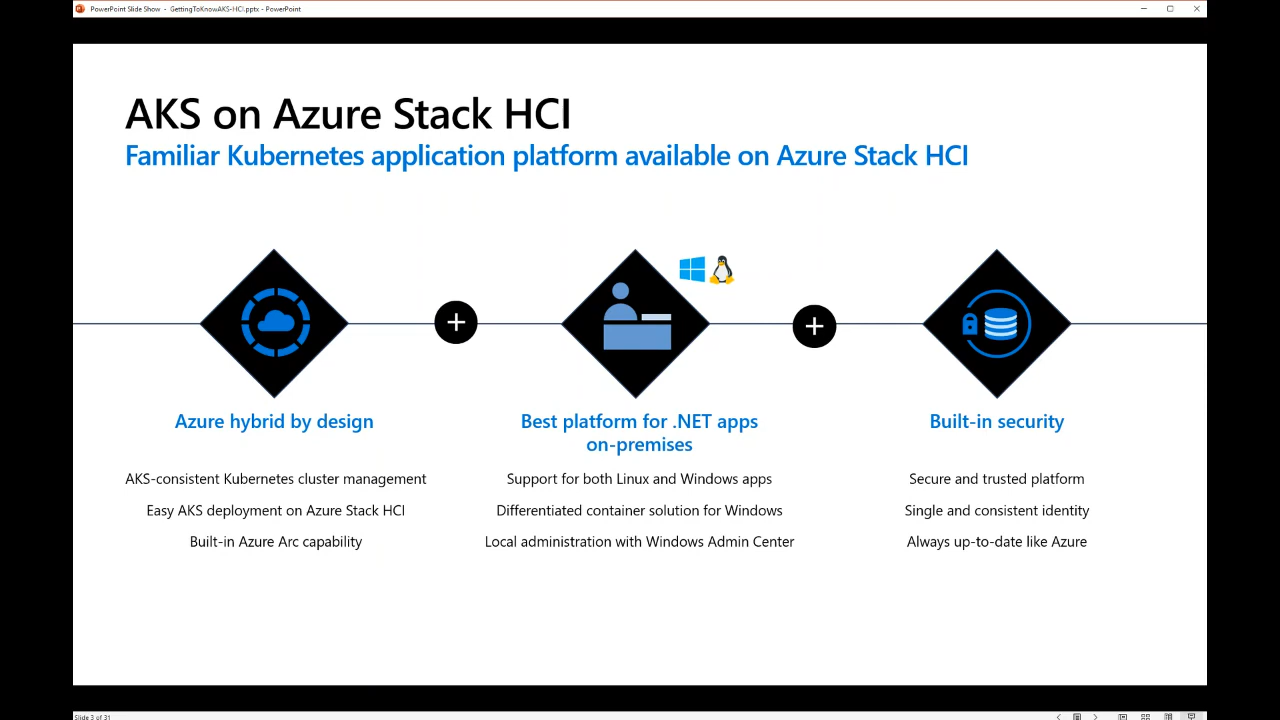 PowerPoint Slide Show - GettingToKnowAKS-HCI.pptx - PowerPoint
AKS on Azure Stack HCI
Familiar Kubernetes application platform available on Azure Stack HCI
Azure hybrid by design
AKS-consistent Kubernetes cluster management
Easy AKS deployment on Azure Stack HCI
Built-in Azure Arc capability
Best platform for .NET apps
on-premises
Support for both Linux and Windows apps
Differentiated container solution for Windows
Local administration with Windows Admin Center
Built-in security
Secure and trusted platform
Single and consistent identity
Always up-to-date like Azure
Slide 3 of 31